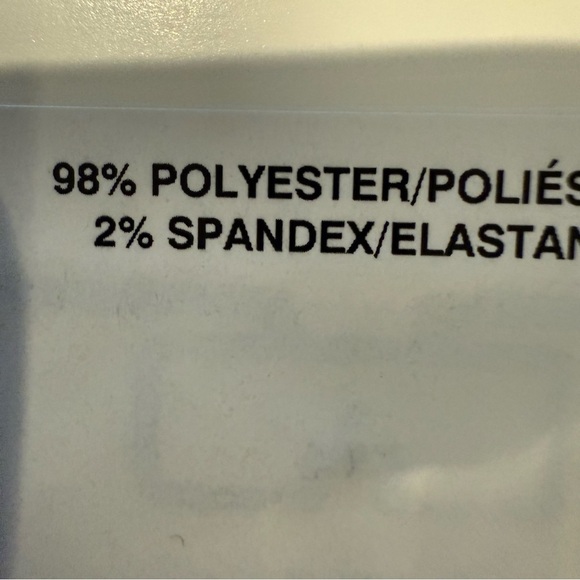 98% POLYESTER/POLIÉS
2% SPANDEX/ELASTAN